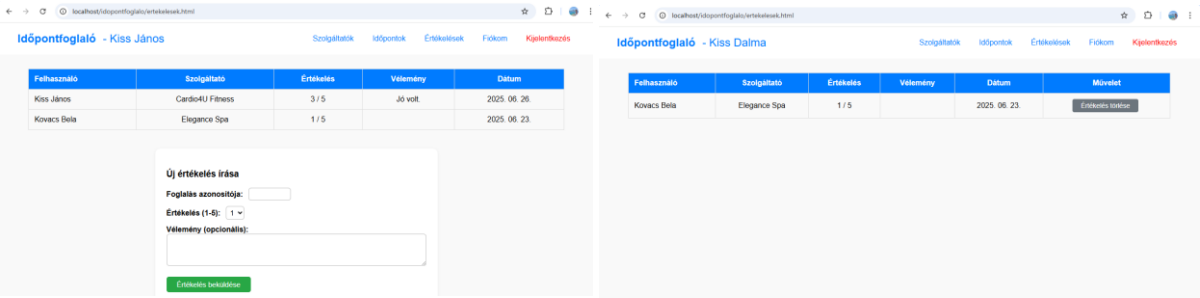 localhost/idopontfoglalo/ertekelesek.html
Időpontfoglaló - Kiss János
Szolgáltatók Időpontok Értékelések Fiókom Kijelentkezés
Felhasználó Szolgáltató Értékelés Vélemény Dátum
Kiss János Cardio4U Fitness 3 / 5 Jó volt. 2025. 06. 26.
Kovacs Bela Elegance Spa 1 / 5 2025. 06. 23.
Új értékelés írása
Foglalás azonosítója:
Értékelés (1-5): 1
Vélemény (opcionális):
Értékelés beküldése
localhost/idopontfoglalo/ertekelesek.html
Időpontfoglaló - Kiss Dalma
Szolgáltatók Időpontok Értékelések Fiókom Kijelentkezés
Felhasználó Szolgáltató Értékelés Vélemény Dátum Művelet
Kovacs Bela Elegance Spa 1 / 5 2025. 06. 23. Értékelés törlése